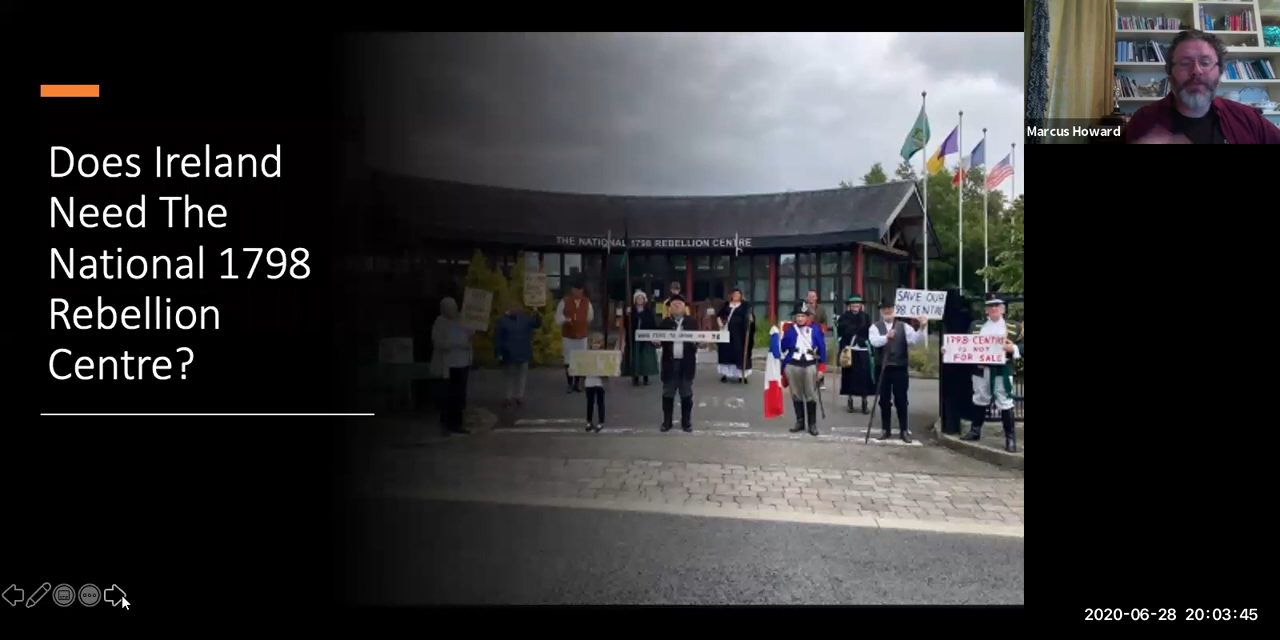 Does Ireland
Need The
National 1798
Rebellion
Centre?
THE NATIONAL 1798 REBELLION CENTRE
SAVE OUR
98 CENTRE
1798 CENTRE
IS NOT
FOR SALE
Marcus Howard
2020-06-28 20:03:45